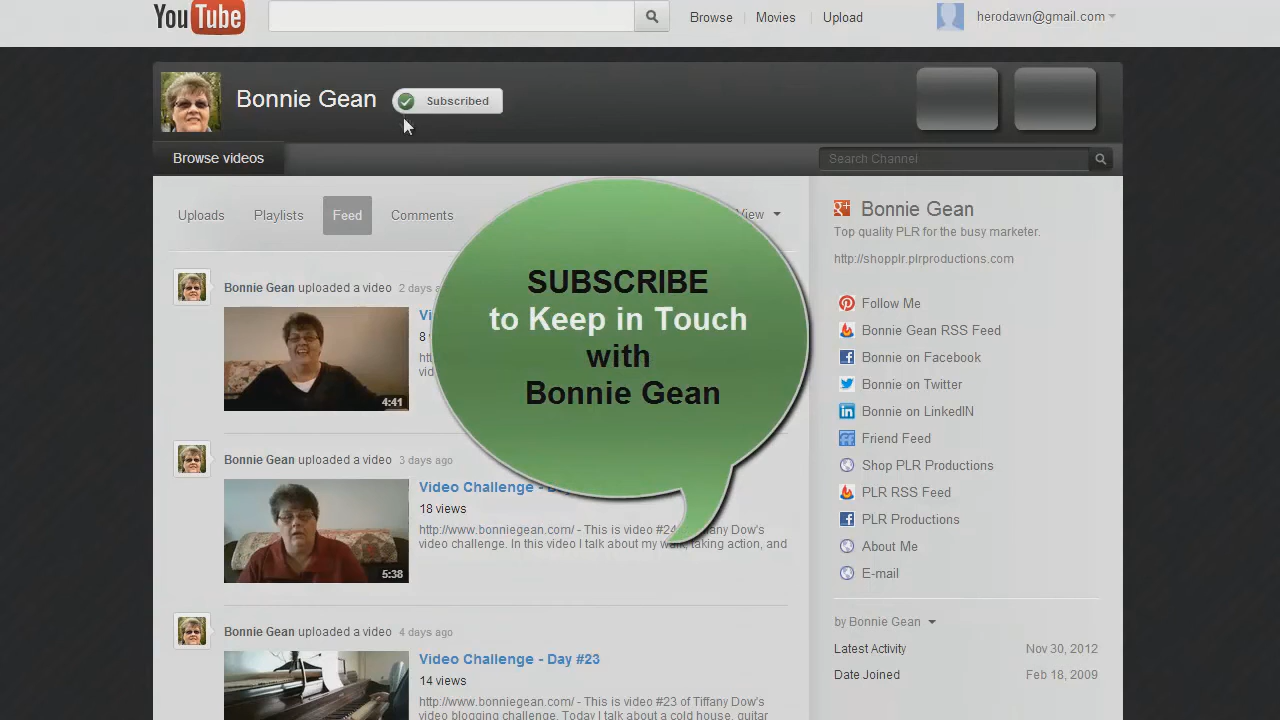 YouTube
Browse
Movies
Upload
herodawn@gmail.com
Bonnie Gean
Subscribed
Browse videos
Search Channel
Uploads
Playlists
Feed
Comments
View
SUBSCRIBE
to Keep in Touch
with
Bonnie Gean
Bonnie Gean uploaded a video 2 days
4:41
Bonnie Gean uploaded a video 3 days ago
Video Challenge - D
18 views
http://www.bonniegean.com/ - This is video #24 Tiffany Dow's
video challenge. In this video I talk about my walk, taking action, and
5:38
Bonnie Gean uploaded a video 4 days ago
Video Challenge - Day #23
14 views
http://www.bonniegean.com/ - This is video #23 of Tiffany Dow's
video blogging challenge. Today I talk about a cold house, guitar
Bonnie Gean
Top quality PLR for the busy marketer.
http://shopplr.plrproductions.com
Follow Me
Bonnie Gean RSS Feed
Bonnie on Facebook
Bonnie on Twitter
Bonnie on LinkedIN
Friend Feed
Shop PLR Productions
PLR RSS Feed
PLR Productions
About Me
E-mail
by Bonnie Gean
Latest Activity Nov 30, 2012
Date Joined Feb 18, 2009